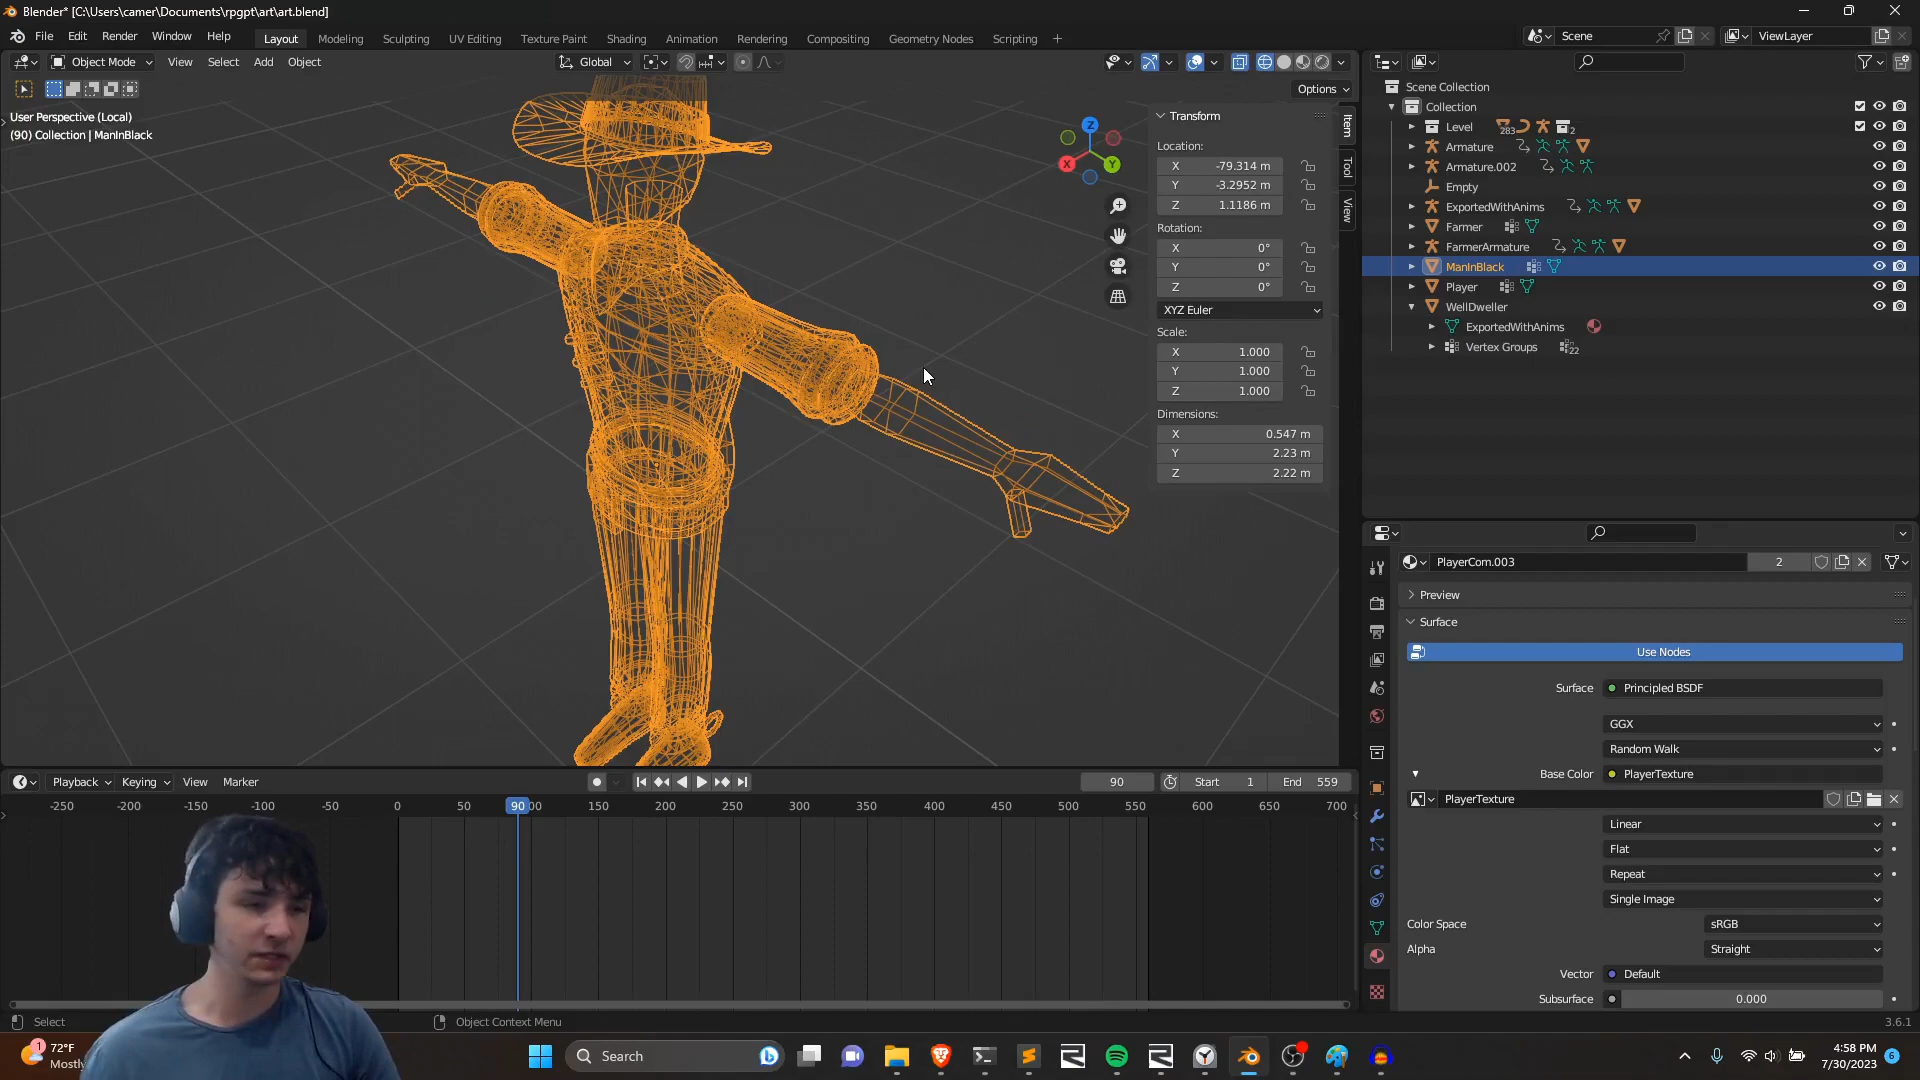 Blender* [C:\Users\camer\Documents\rpgpt\art\art.blend]
File Edit Render Window Help Layout Modeling Sculpting UV Editing Texture Paint Shading Animation Rendering Compositing Geometry Nodes Scripting + Scene ViewLayer
Object Mode View Select Add Object Global
Options
User Perspective (Local)
(90) Collection | ManInBlack
Z
X
Y
Transform
Location:
X -79.314 m
Y -3.2952 m
Z 1.1186 m
Rotation:
X 0°
Y 0°
Z 0°
XYZ Euler
Scale:
X 1.000
Y 1.000
Z 1.000
Dimensions:
X 0.547 m
Y 2.23 m
Z 2.22 m
Item
Tool
View
Scene Collection
Collection
Level 283 2
Armature
Armature.002
Empty
ExportedWithAnims
Farmer
FarmerArmature
ManInBlack
Player
WellDweller
ExportedWithAnims
Vertex Groups 22
PlayerCom.003 2
Preview
Surface
Use Nodes
Surface Principled BSDF
GGX
Random Walk
Base Color PlayerTexture
PlayerTexture
Linear
Flat
Repeat
Single Image
Color Space sRGB
Alpha Straight
Vector Default
Subsurface 0.000
Playback Keying View Marker 90 Start 1 End 559
-250 -200 -150 -100 -50 0 50 90 00 150 200 250 300 350 400 450 500 550 600 650 700
Select Object Context Menu 3.6.1
1 72°F
Mostly
Search
4:58 PM
7/30/2023
6